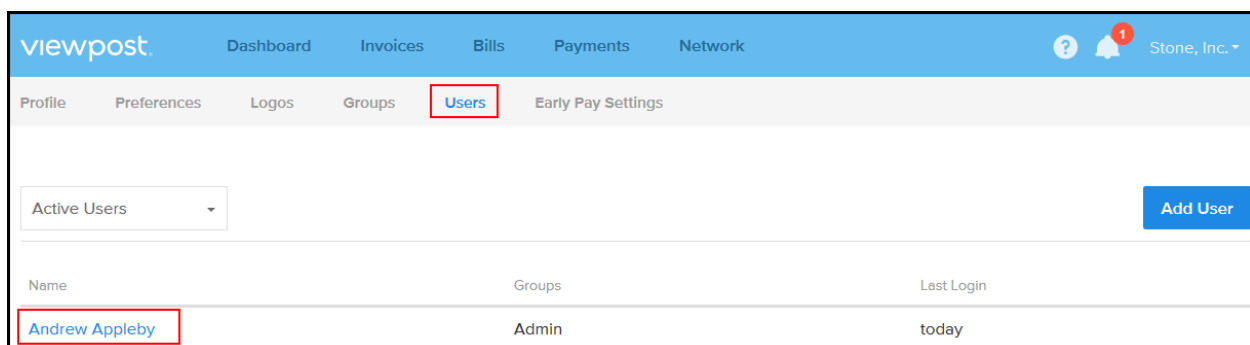 viewpost. Dashboard Invoices Bills Payments Network ? 1 Stone, Inc.
Profile Preferences Logos Groups Users Early Pay Settings
Active Users Add User
Name Groups Last Login
Andrew Appleby Admin today